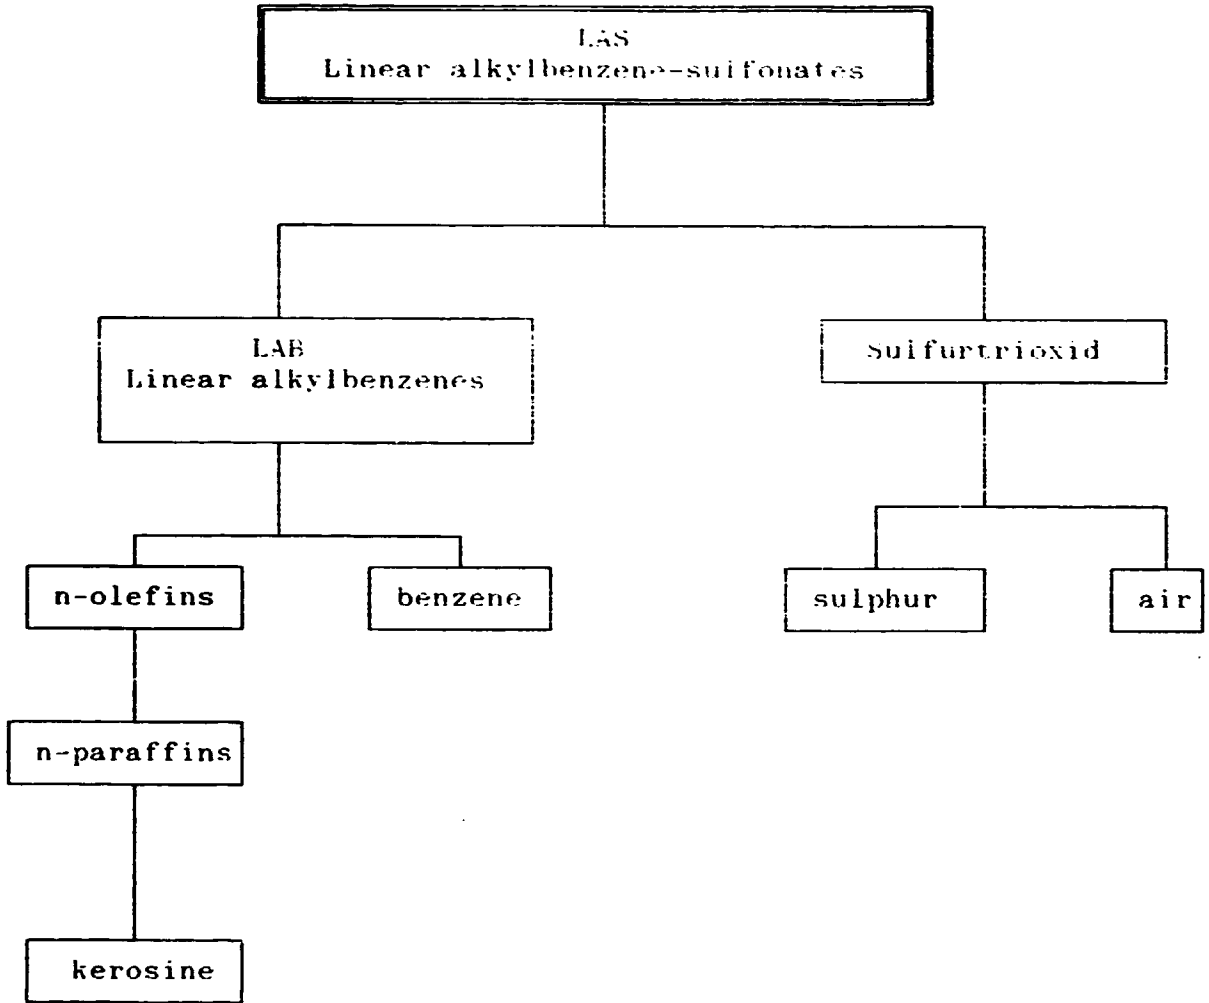 LAS
Linear alkylbenzene-sulfonates
LAB
Linear alkylbenzenes
Sulfurtrioxid
n-olefins
benzene
sulphur
air
n-paraffins
kerosine